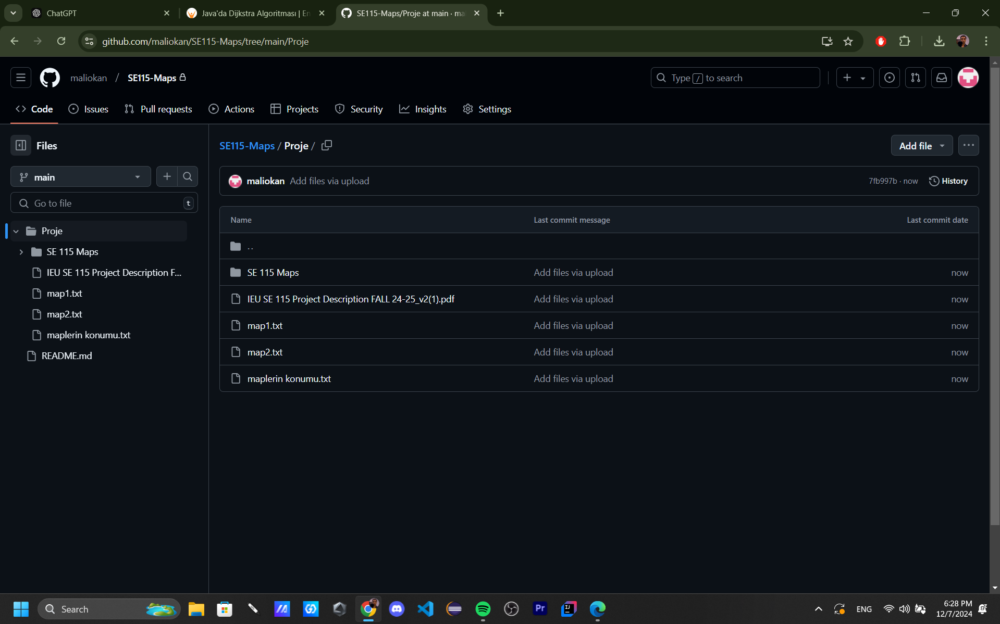 ChatGPT
Java'da Dijkstra Algoritması | En
SE115-Maps/Proje at main · ma
github.com/maliokan/SE115-Maps/tree/main/Proje
maliokan / SE115-Maps
Type / to search
Code Issues Pull requests Actions Projects Security Insights Settings
Files
main
Go to file t
Proje
SE 115 Maps
IEU SE 115 Project Description F...
map1.txt
map2.txt
maplerin konumu.txt
README.md
SE115-Maps / Proje /
Add file
maliokan Add files via upload 7fb997b · now History
Name Last commit message Last commit date
..
SE 115 Maps Add files via upload now
IEU SE 115 Project Description FALL 24-25_v2(1).pdf Add files via upload now
map1.txt Add files via upload now
map2.txt Add files via upload now
maplerin konumu.txt Add files via upload now
Search
Pr
IJ
ENG
6:28 PM
12/7/2024